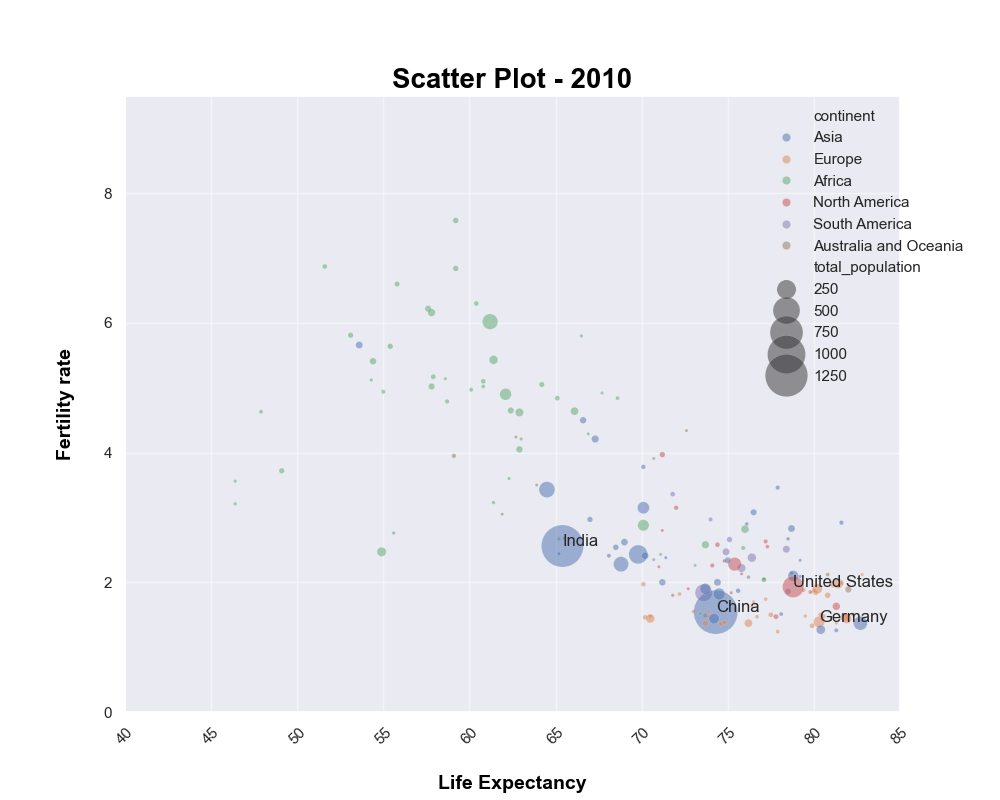 Scatter Plot - 2010
continent
Asia
Europe
Africa
North America
South America
Australia and Oceania
total_population
250
500
750
1000
1250
8
6
4
2
0
Fertility rate
India
China
United States
Germany
40 45 50 55 60 65 70 75 80 85
Life Expectancy